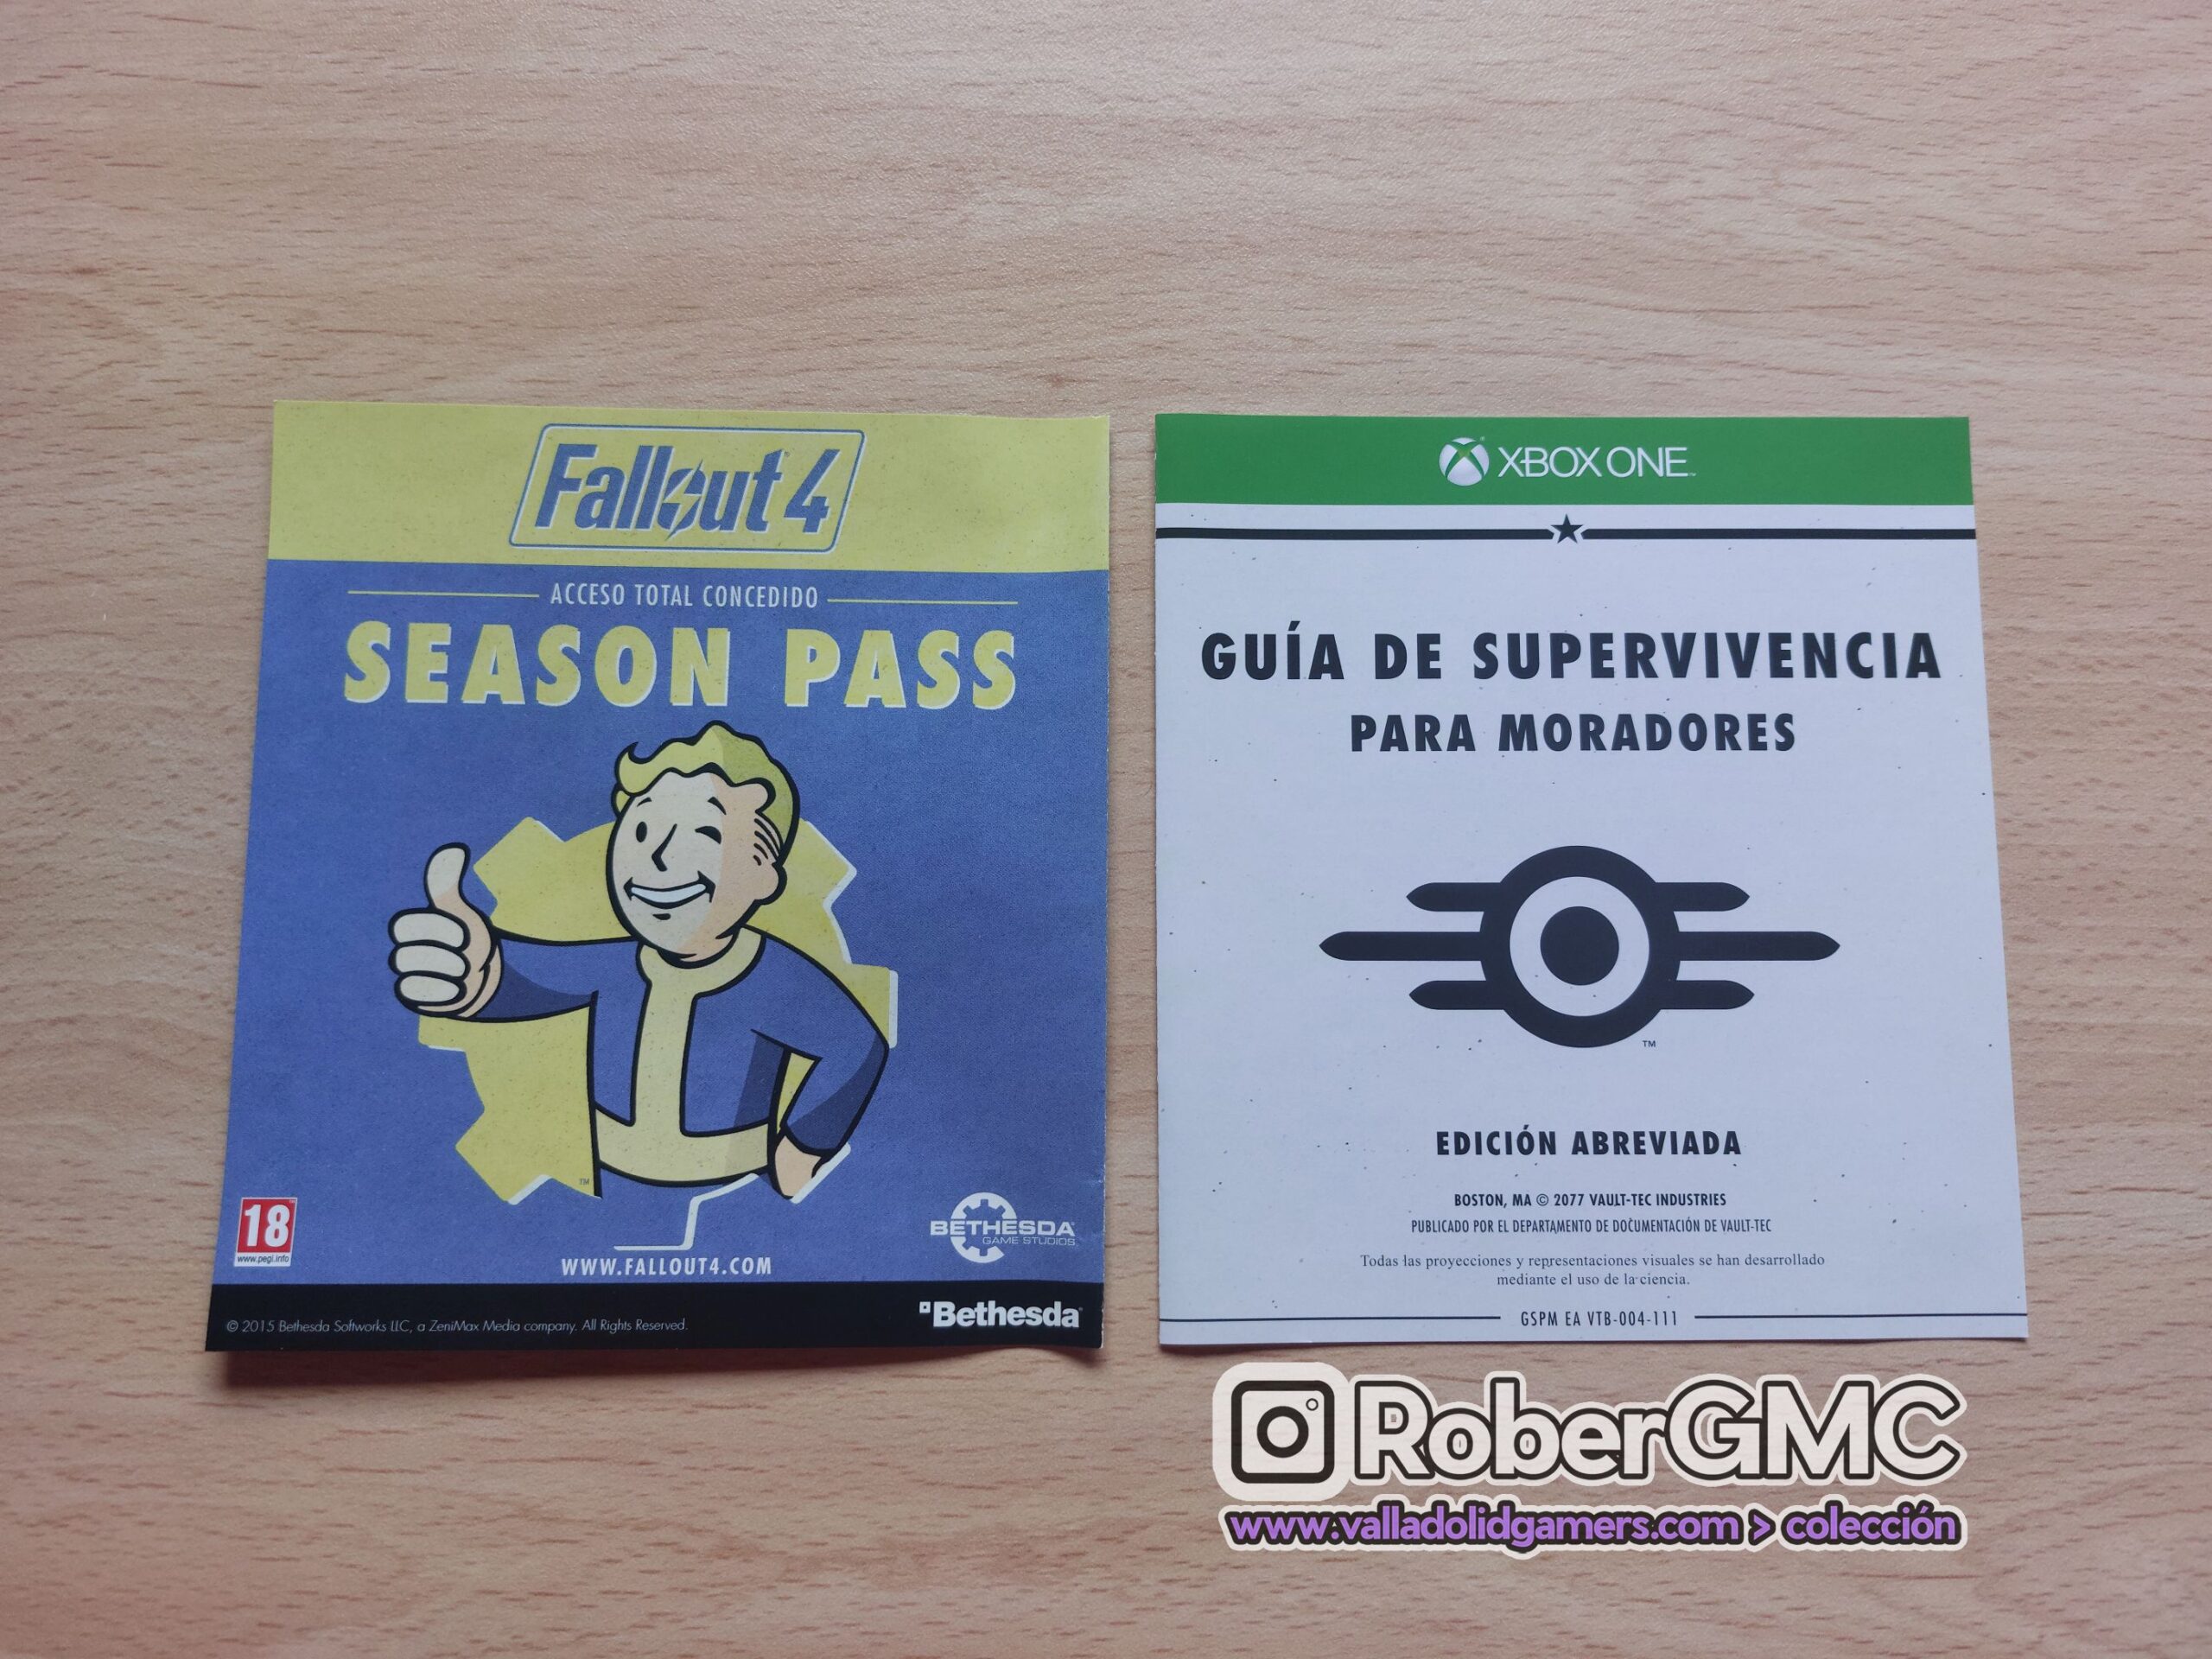 Fallout 4
ACCESO TOTAL CONCEDIDO
SEASON PASS
TM
18
www.pegi.info
BETHESDA
GAME STUDIOS
WWW.FALLOUT4.COM
© 2015 Bethesda Softworks LLC, a ZeniMax Media company. All Rights Reserved.
Bethesda
XBOX ONE
GUÍA DE SUPERVIVENCIA
PARA MORADORES
TM
EDICIÓN ABREVIADA
BOSTON, MA © 2077 VAULT-TEC INDUSTRIES
PUBLICADO POR EL DEPARTAMENTO DE DOCUMENTACIÓN DE VAULT-TEC
Todas las proyecciones y representaciones visuales se han desarrollado
mediante el uso de la ciencia.
GSPM EA VTB-004-111
RoberGMC
www.valladolidgamers.com > colección